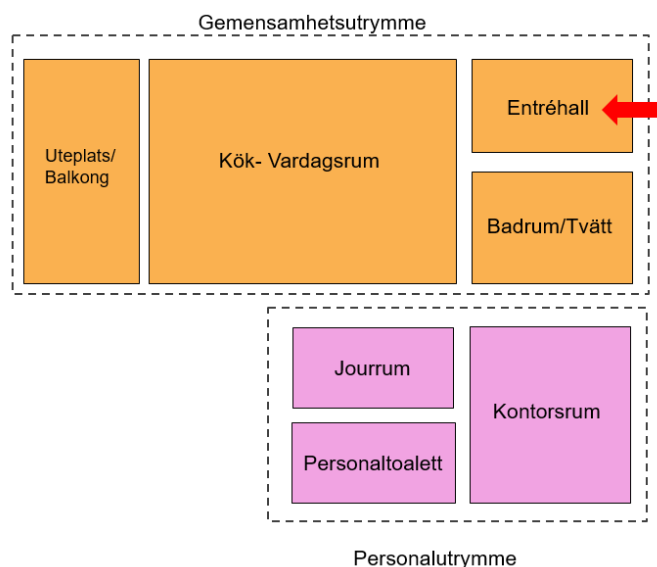 Gemensamhetsutrymme
Entréhall
Uteplats/
Balkong
Kök- Vardagsrum
Badrum/Tvätt
Jourrum
Kontorsrum
Personaltoalett
Personalutrymme